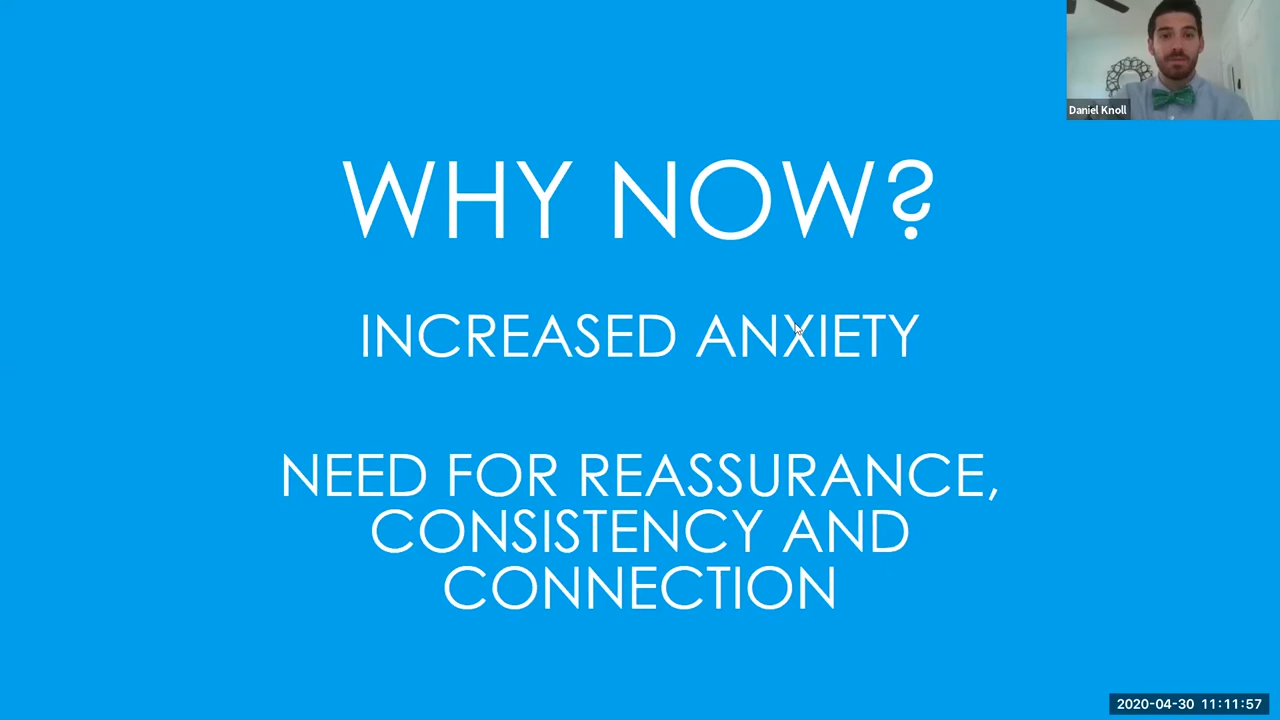 Daniel Knoll
WHY NOW?
INCREASED ANXIETY
NEED FOR REASSURANCE,
CONSISTENCY AND
CONNECTION
2020-04-30 11:11:57